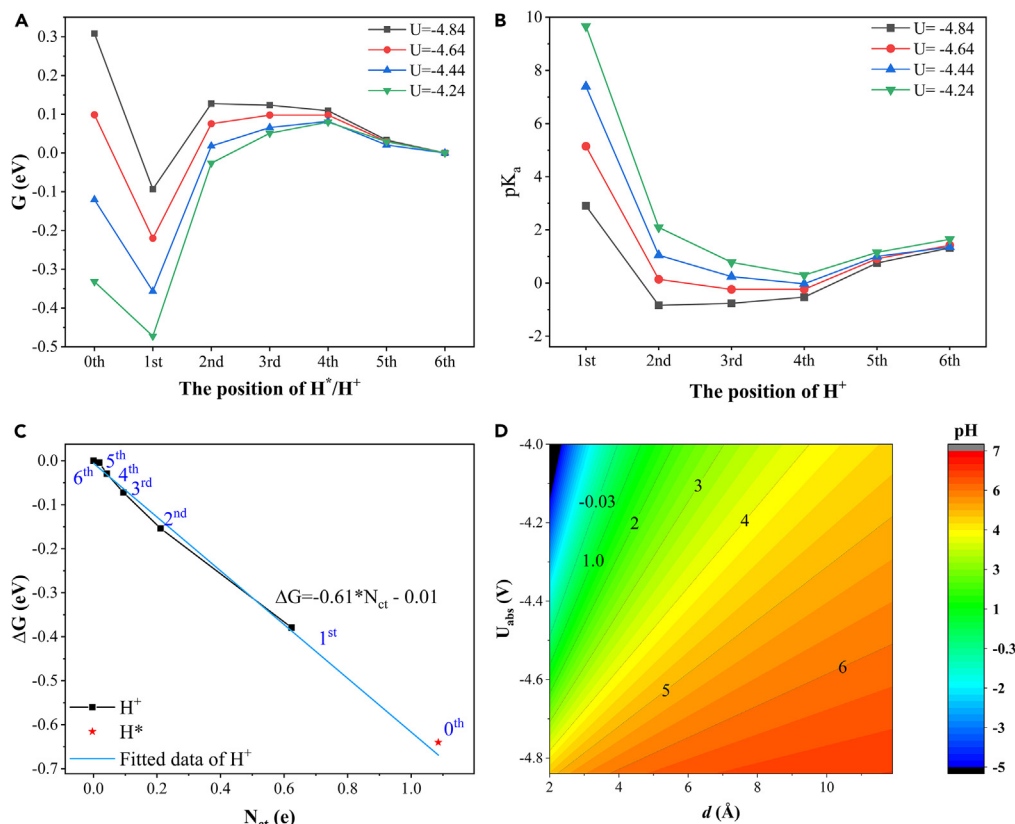 A
U=-4.84
U=-4.64
U=-4.44
U=-4.24
0.3
0.2
0.1
0.0
-0.1
-0.2
-0.3
-0.4
-0.5
G (eV)
0th
1st
2nd
3rd
4th
5th
6th
The position of H*/H+
B
U= -4.84
U= -4.64
U= -4.44
U= -4.24
10
8
6
4
2
0
-2
pKa
1st
2nd
3rd
4th
5th
6th
The position of H+
C
0.0
-0.1
-0.2
-0.3
-0.4
-0.5
-0.6
-0.7
ΔG (eV)
6th
5th
4th
3rd
2nd
1st
0th
ΔG=-0.61*Nct - 0.01
H+
H*
Fitted data of H+
0.0
0.2
0.4
0.6
0.8
1.0
Nct (e)
D
-4.0
-4.2
-4.4
-4.6
-4.8
Uabs (V)
-0.03
1.0
2
3
4
5
6
2
4
6
8
10
d (Å)
pH
7
6
4
3
2
1
-0.3
-2
-3
-5